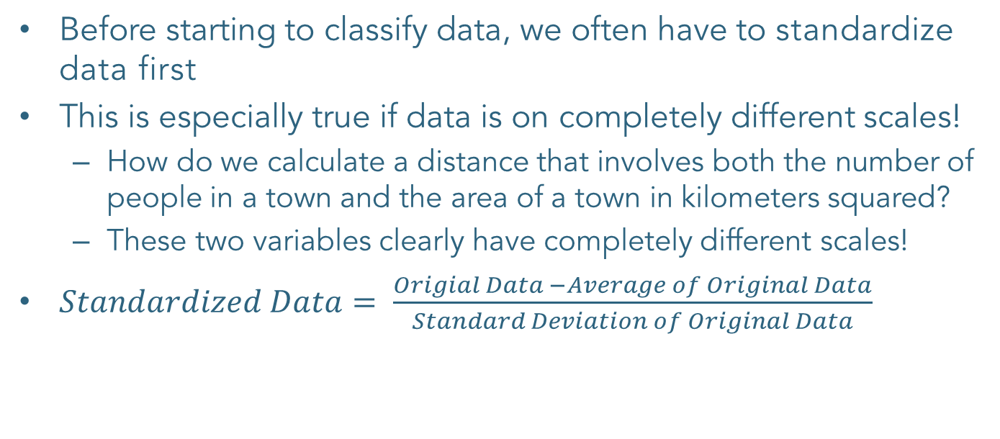 • Before starting to classify data, we often have to standardize
data first
• This is especially true if data is on completely different scales!
– How do we calculate a distance that involves both the number of
people in a town and the area of a town in kilometers squared?
– These two variables clearly have completely different scales!
• Standardized Data = Origial Data −Average of Original Data
Standard Deviation of Original Data